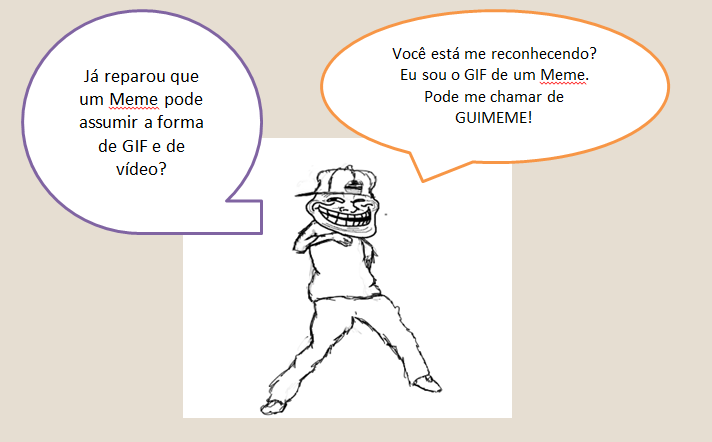 Já reparou que
um Meme pode
assumir a forma
de GIF e de
vídeo?
Você está me reconhecendo?
Eu sou o GIF de um Meme.
Pode me chamar de
GUIMEME!